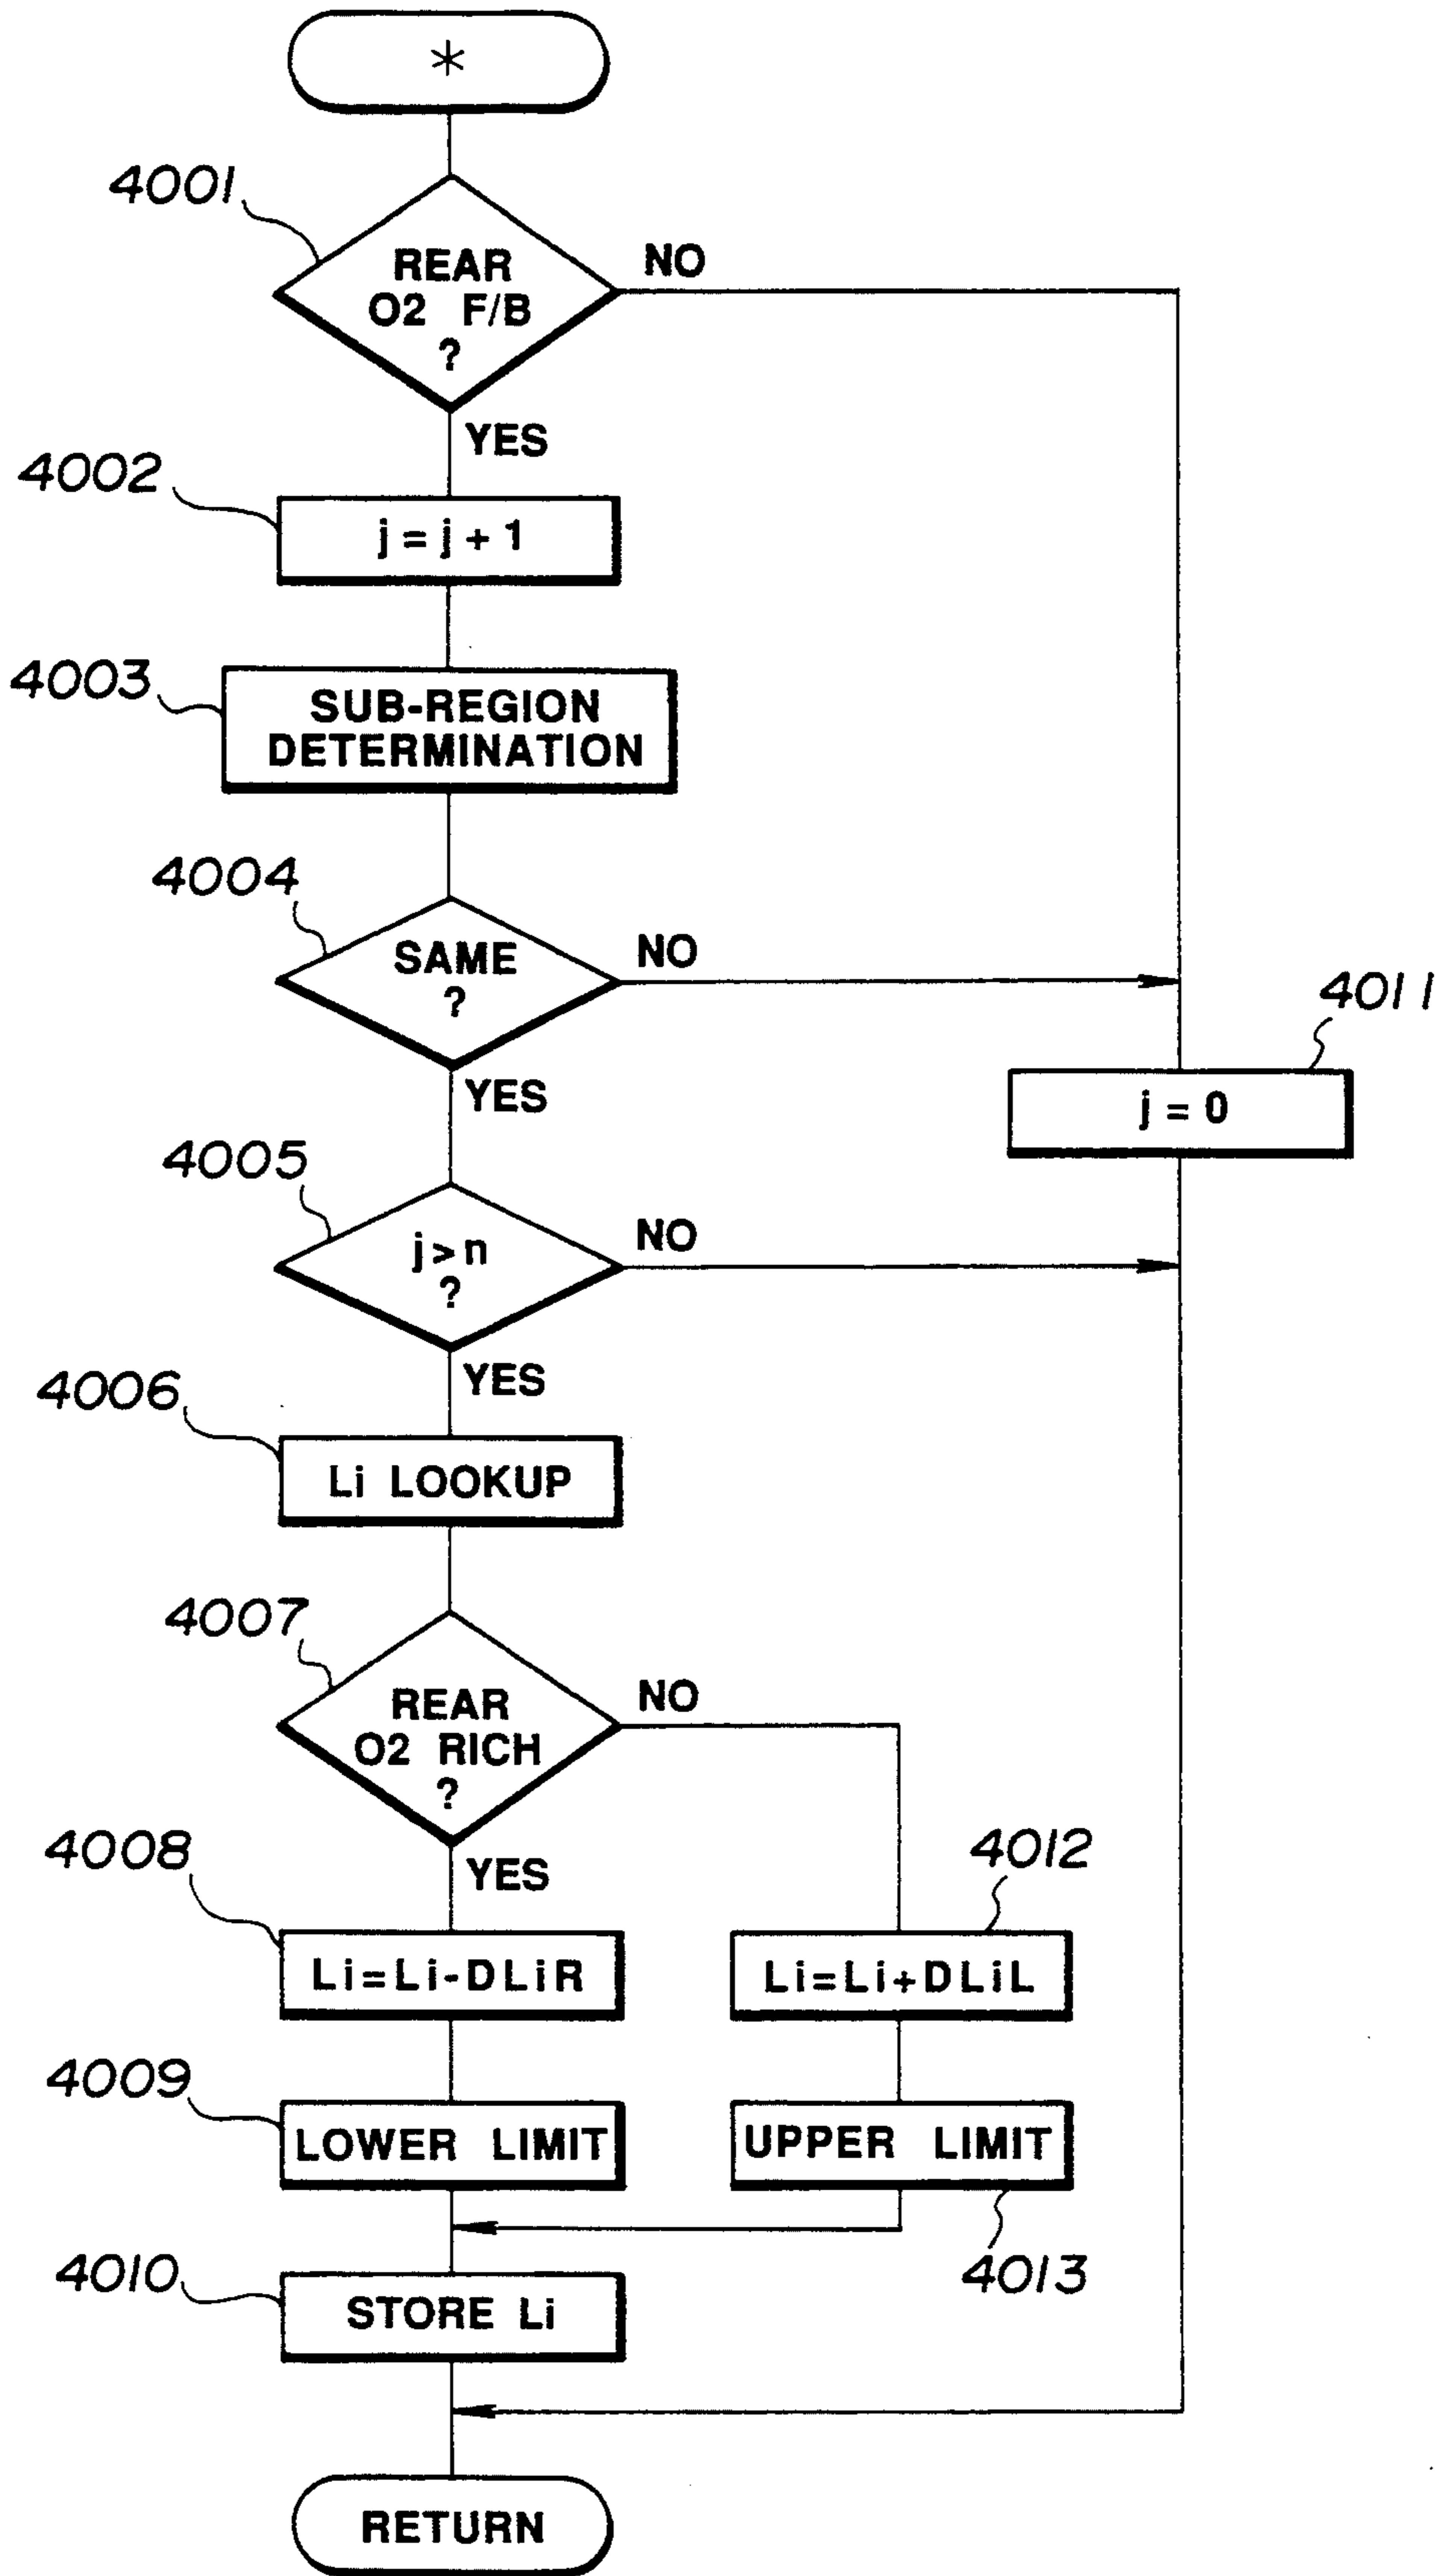 *
4001
REAR
O2 F/B
?
NO
YES
4002
j = j + 1
4003
SUB-REGION
DETERMINATION
4004
SAME
?
NO
4011
YES
j = 0
4005
j > n
?
NO
YES
4006
Li LOOKUP
4007
REAR
O2 RICH
?
NO
4008
YES
4012
Li=Li-DLiR
Li=Li+DLiL
4009
LOWER LIMIT
UPPER LIMIT
4010
4013
STORE Li
RETURN